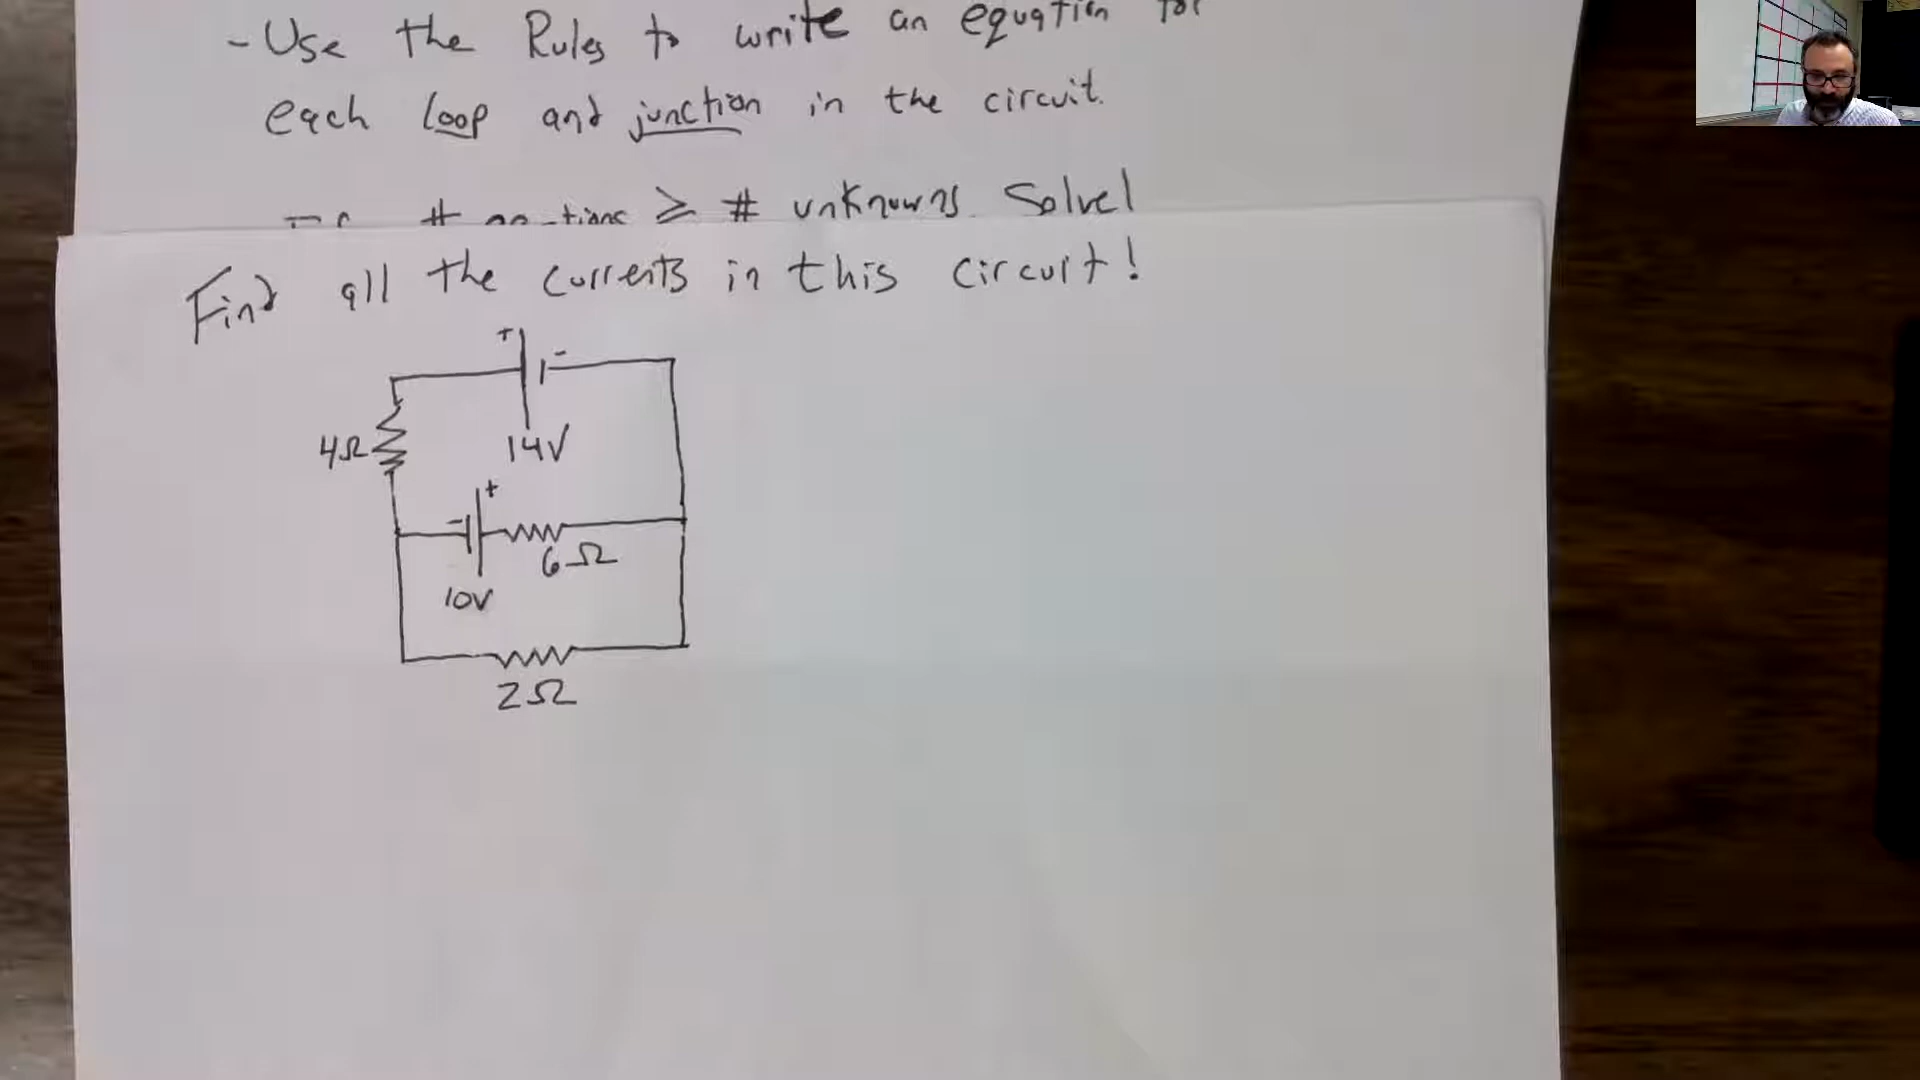 - Use the Rules to write an equation for
each loop and junction in the circuit.
# ≥ # unknowns. Solve!
Find all the currents in this circuit!
+ -
4Ω
14V
- +
6Ω
10V
2Ω